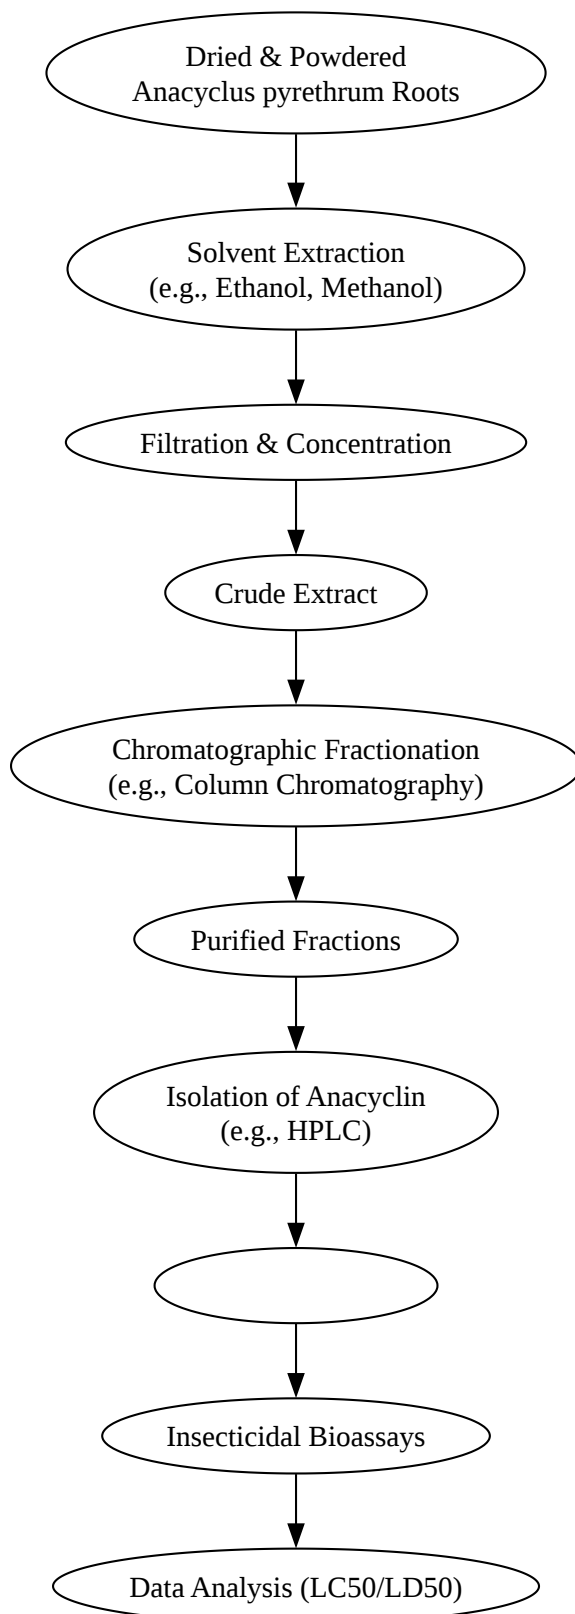 Dried & Powdered
Anacyclus pyrethrum Roots
Solvent Extraction
(e.g., Ethanol, Methanol)
Filtration & Concentration
Crude Extract
Chromatographic Fractionation
(e.g., Column Chromatography)
Purified Fractions
Isolation of Anacyclin
(e.g., HPLC)
Insecticidal Bioassays
Data Analysis (LC50/LD50)